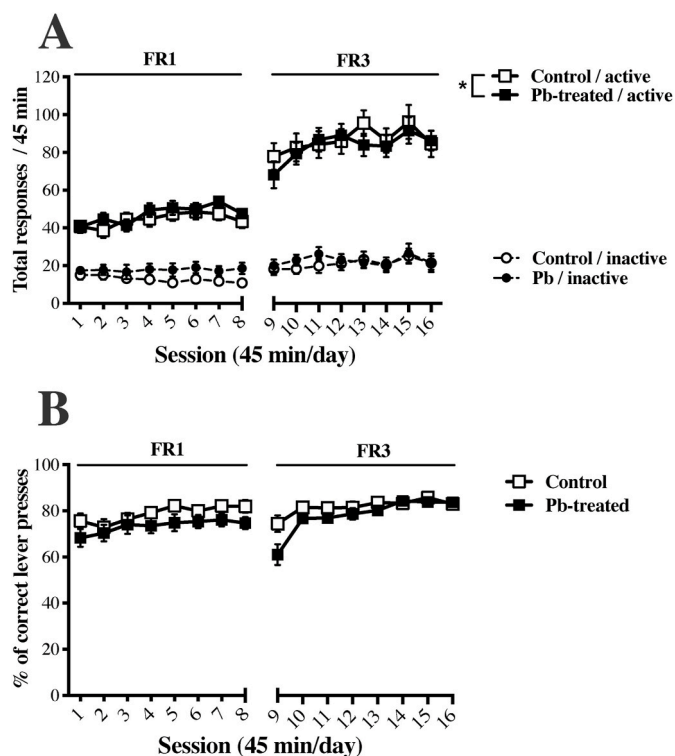 A
FR1
FR3
Total responses / 45 min
120
100
80
60
40
20
0
1 2 3 4 5 6 7 8
9 10 11 12 13 14 15 16
Session (45 min/day)
* Control / active
Pb-treated / active
Control / inactive
Pb / inactive
B
FR1
FR3
% of correct lever presses
100
80
60
40
20
0
1 2 3 4 5 6 7 8
9 10 11 12 13 14 15 16
Session (45 min/day)
Control
Pb-treated